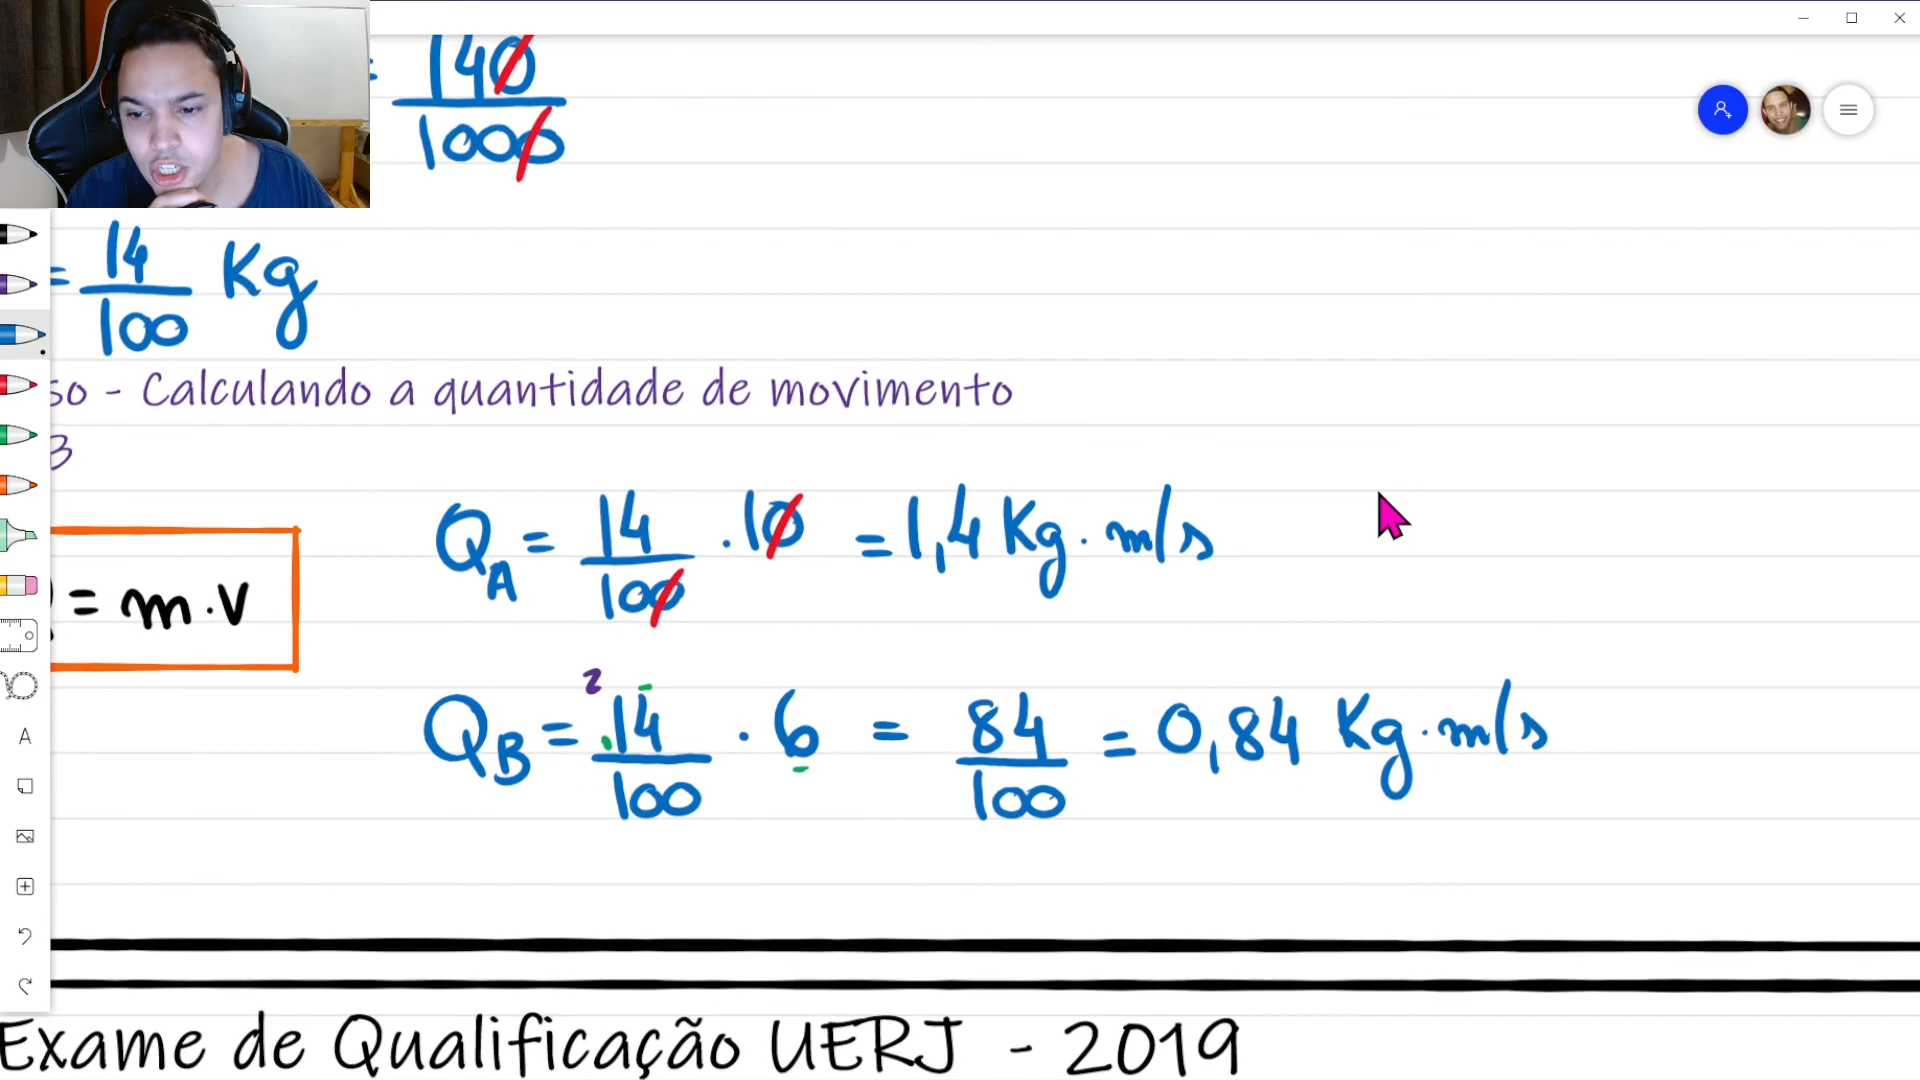 = 140/1000
= 14/100 Kg
so - Calculando a quantidade de movimento
3
= m.v
Q_A = 14/100 . 10 = 1,4 Kg. m/s
2
Q_B = 14/100 . 6 = 84/100 = 0,84 Kg. m/s
A
Exame de Qualificação UERJ - 2019